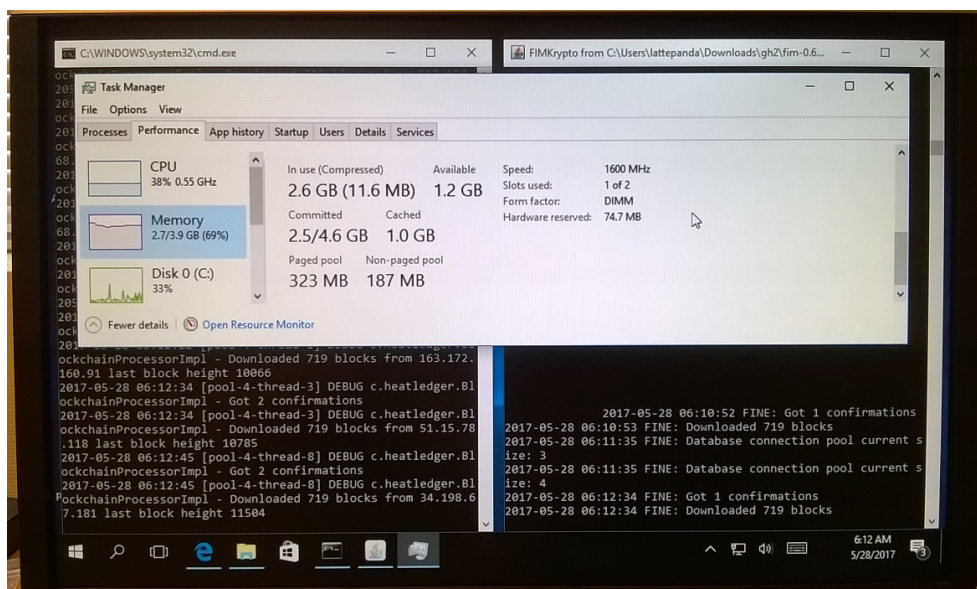 C:\WINDOWS\system32\cmd.exe
FIMKrypto from C:\Users\lattepanda\Downloads\gh2\fim-0.6...
Task Manager
File Options View
Processes Performance App history Startup Users Details Services
CPU
38% 0.55 GHz
Memory
2.7/3.9 GB (69%)
Disk 0 (C:)
33%
In use (Compressed) Available
2.6 GB (11.6 MB) 1.2 GB
Committed Cached
2.5/4.6 GB 1.0 GB
Paged pool Non-paged pool
323 MB 187 MB
Speed: 1600 MHz
Slots used: 1 of 2
Form factor: DIMM
Hardware reserved: 74.7 MB
Fewer details Open Resource Monitor
ockchainProcessorImpl - Downloaded 719 blocks from 163.172.
160.91 last block height 10066
2017-05-28 06:12:34 [pool-4-thread-3] DEBUG c.heatledger.Bl
ockchainProcessorImpl - Got 2 confirmations
2017-05-28 06:12:34 [pool-4-thread-3] DEBUG c.heatledger.Bl
ockchainProcessorImpl - Downloaded 719 blocks from 51.15.78
.118 last block height 10785
2017-05-28 06:12:45 [pool-4-thread-8] DEBUG c.heatledger.Bl
ockchainProcessorImpl - Got 2 confirmations
2017-05-28 06:12:45 [pool-4-thread-8] DEBUG c.heatledger.Bl
ockchainProcessorImpl - Downloaded 719 blocks from 34.198.6
7.181 last block height 11504
2017-05-28 06:10:52 FINE: Got 1 confirmations
2017-05-28 06:10:53 FINE: Downloaded 719 blocks
2017-05-28 06:11:35 FINE: Database connection pool current s
ize: 3
2017-05-28 06:11:35 FINE: Database connection pool current s
ize: 4
2017-05-28 06:12:34 FINE: Got 1 confirmations
2017-05-28 06:12:34 FINE: Downloaded 719 blocks
6:12 AM
5/28/2017
3